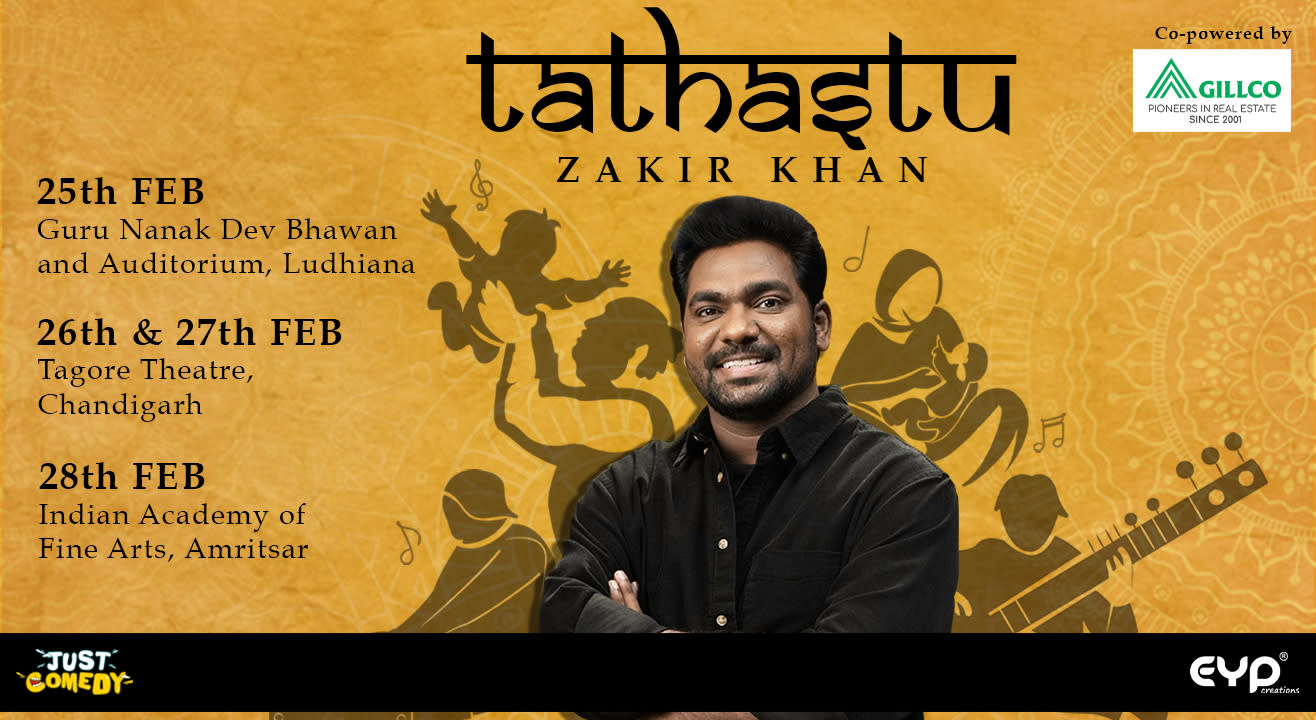 tathastu
ZAKIR KHAN
Co-powered by
GILLCO
PIONEERS IN REAL ESTATE
SINCE 2001
25th FEB
Guru Nanak Dev Bhawan
and Auditorium, Ludhiana
26th & 27th FEB
Tagore Theatre,
Chandigarh
28th FEB
Indian Academy of
Fine Arts, Amritsar
JUST
COMEDY
EYP®
creations